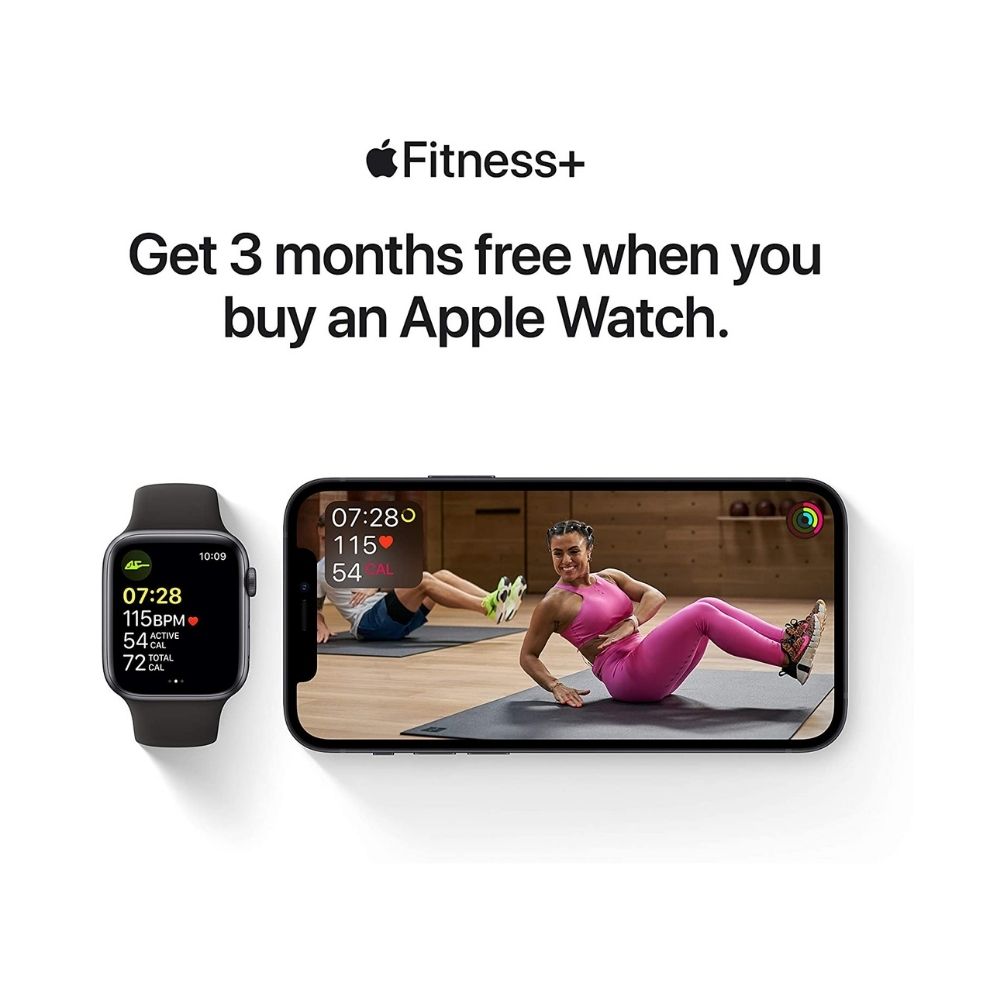 Fitness+
Get 3 months free when you
buy an Apple Watch.
10:09
07:28
115BPM
54 ACTIVE CAL
72 TOTAL CAL
07:28
115
54 CAL